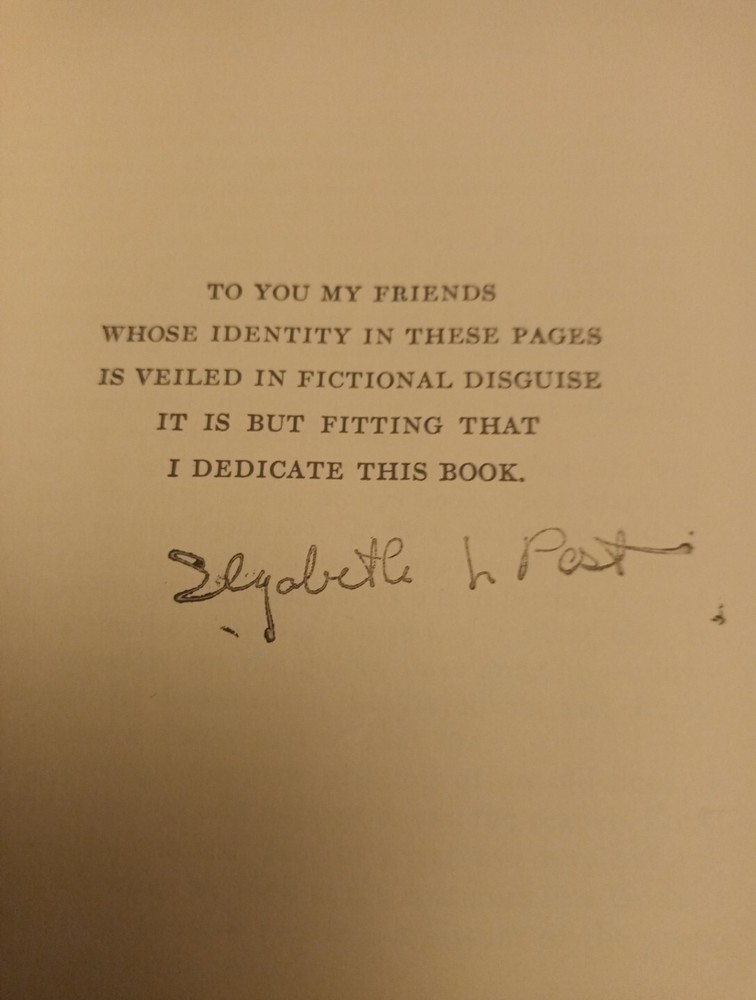 TO YOU MY FRIENDS
WHOSE IDENTITY IN THESE PAGES
IS VEILED IN FICTIONAL DISGUISE
IT IS BUT FITTING THAT
I DEDICATE THIS BOOK.
Elizabeth L Post